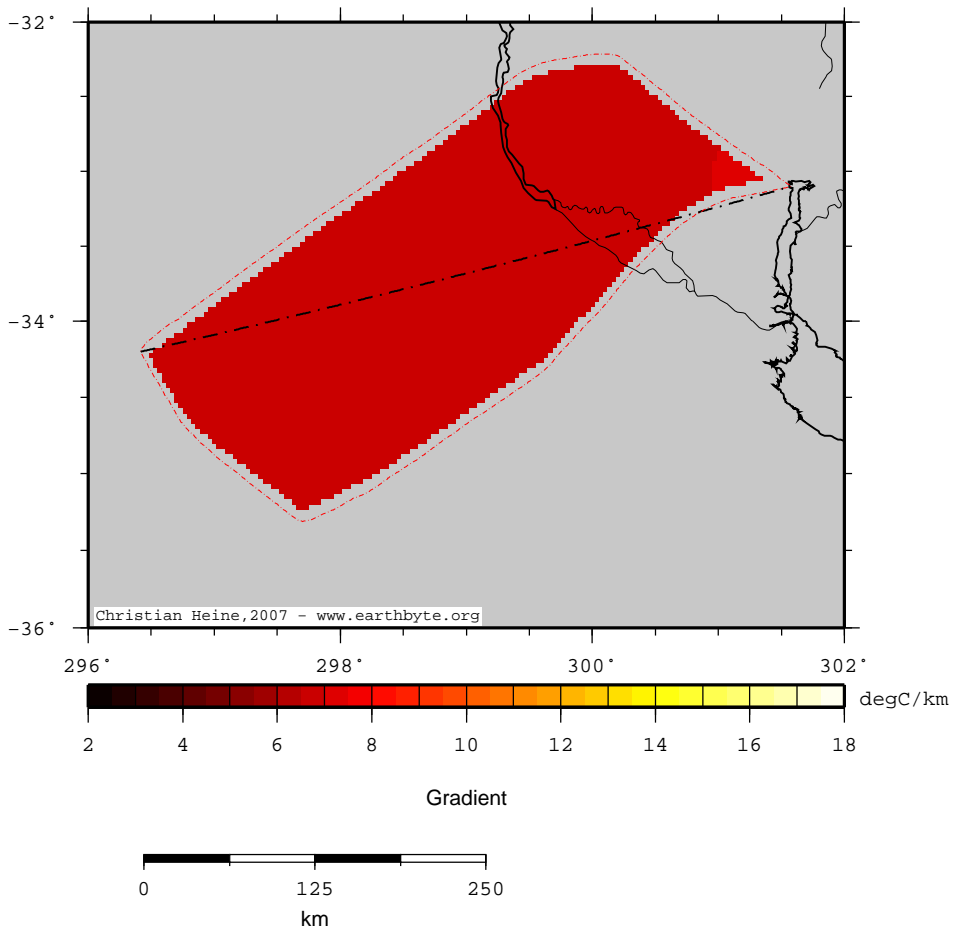 −32°
−34°
−36°
Christian Heine,2007 − www.earthbyte.org
296° 298° 300° 302°
degC/km
2 4 6 8 10 12 14 16 18
Gradient
0 125 250
km